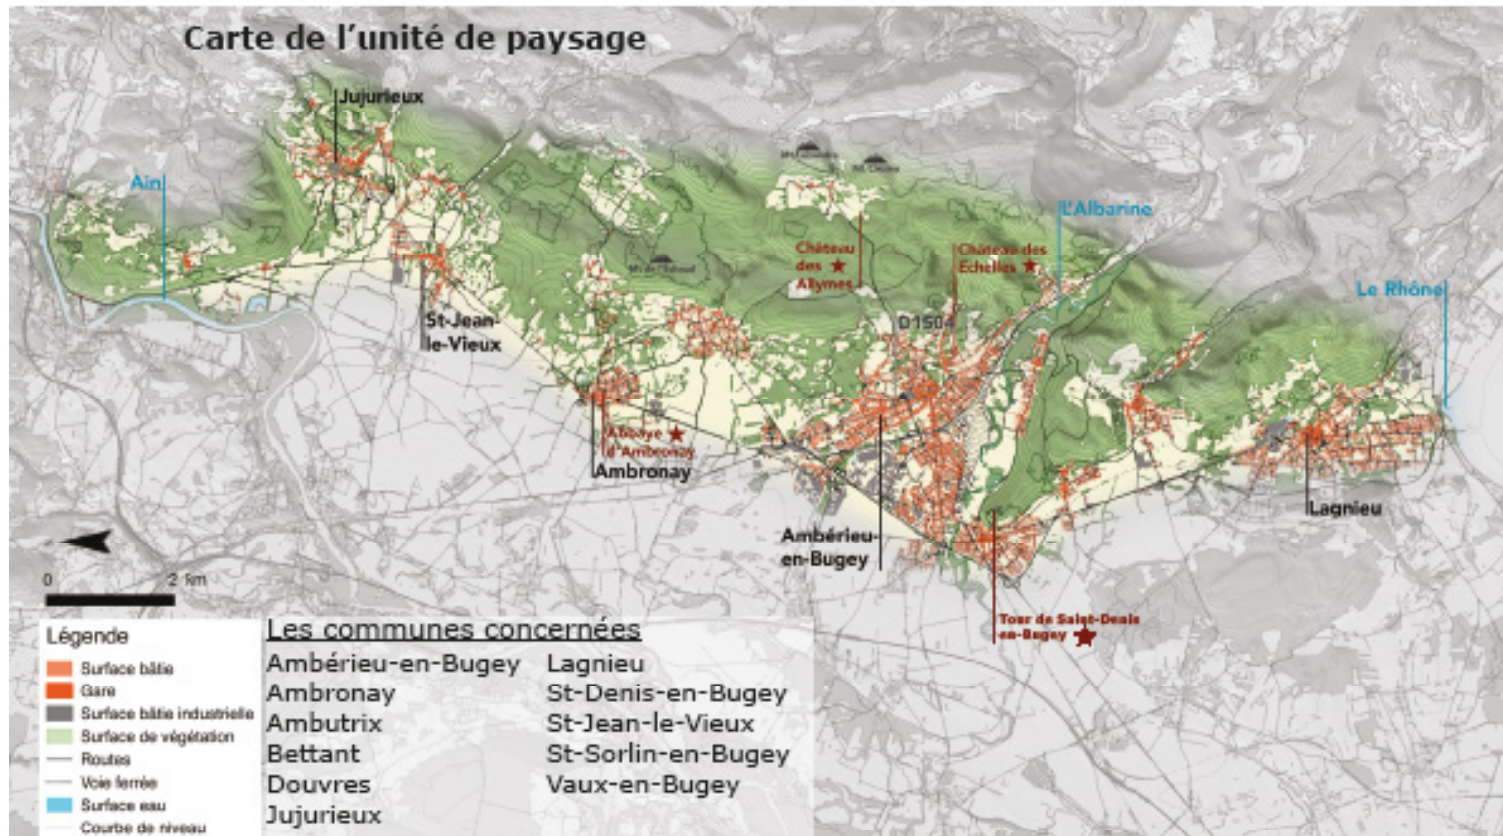 Carte de l'unité de paysage
Jujurieux
Ain
L'Albarine
Château
des
Allymes
Château des
Echelles
Le Rhône
D1504
St-Jean-
le-Vieux
Abbaye
d'Ambronay
Ambronay
Lagnieu
Ambérieu-
en-Bugey
Tour de Saint-Denis
en-Bugey
0 2 km
Légende
Surface bâtie
Gare
Surface bâtie industrielle
Surface de végétation
Routes
Voie ferrée
Surface eau
Courbe de niveau
Les communes concernées
Ambérieu-en-Bugey
Ambronay
Ambutrix
Bettant
Douvres
Jujurieux
Lagnieu
St-Denis-en-Bugey
St-Jean-le-Vieux
St-Sorlin-en-Bugey
Vaux-en-Bugey